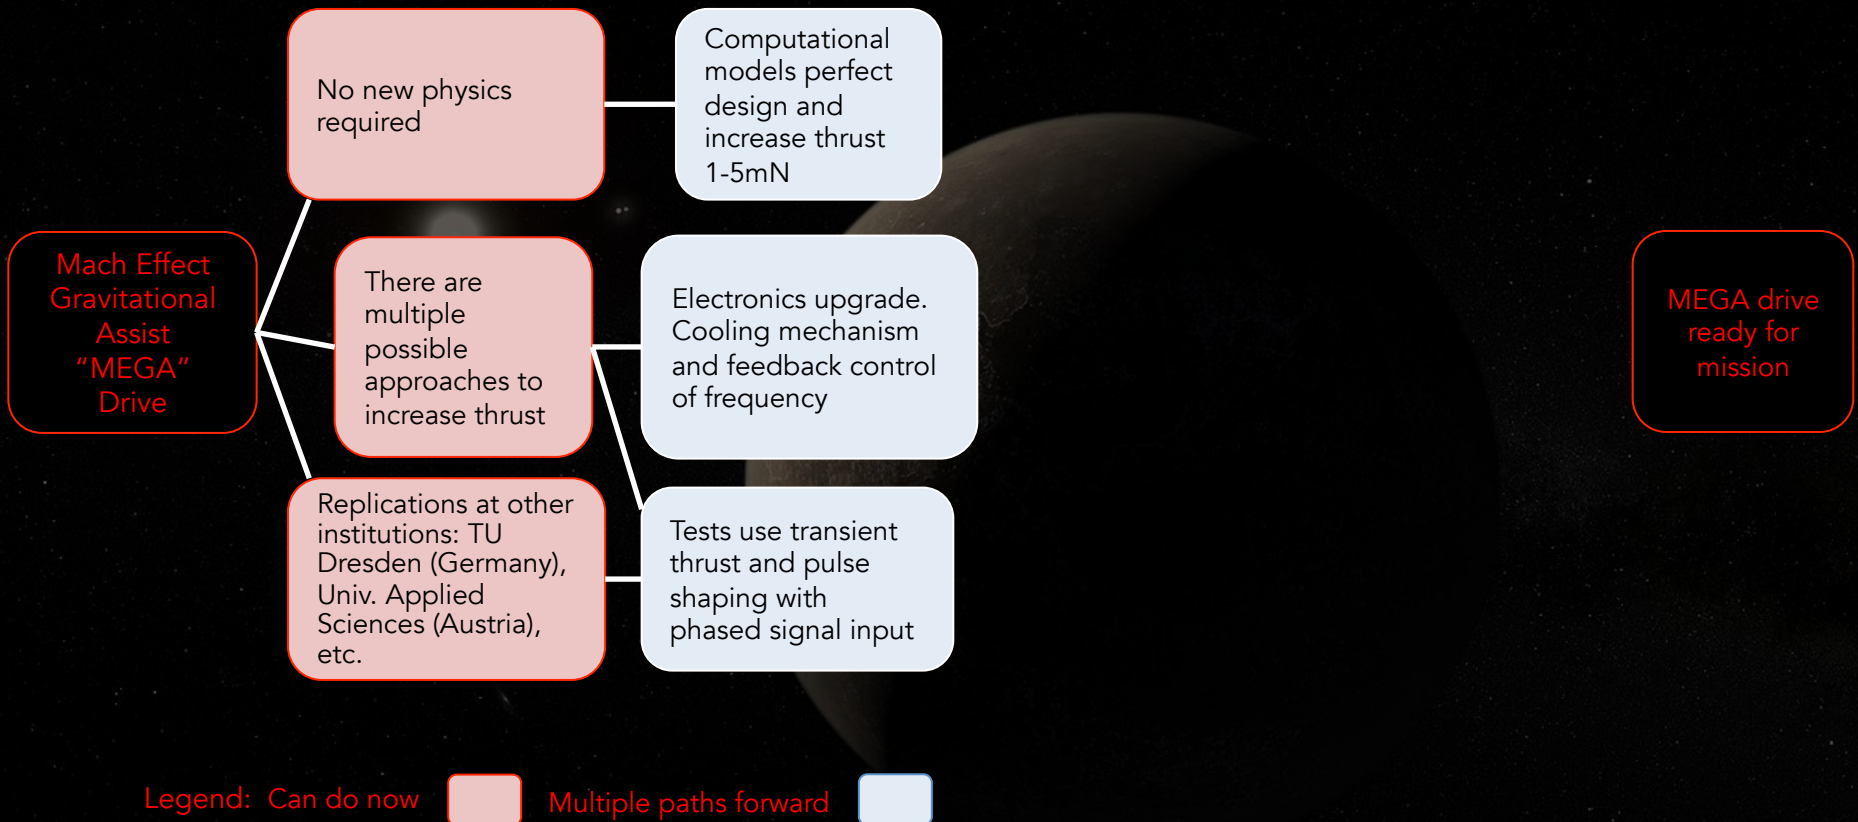 Mach Effect
Gravitational
Assist
“MEGA”
Drive
No new physics
required
There are
multiple
possible
approaches to
increase thrust
Replications at other
institutions: TU
Dresden (Germany),
Univ. Applied
Sciences (Austria),
etc.
Computational
models perfect
design and
increase thrust
1-5mN
Electronics upgrade.
Cooling mechanism
and feedback control
of frequency
Tests use transient
thrust and pulse
shaping with
phased signal input
MEGA drive
ready for
mission
Legend: Can do now
Multiple paths forward